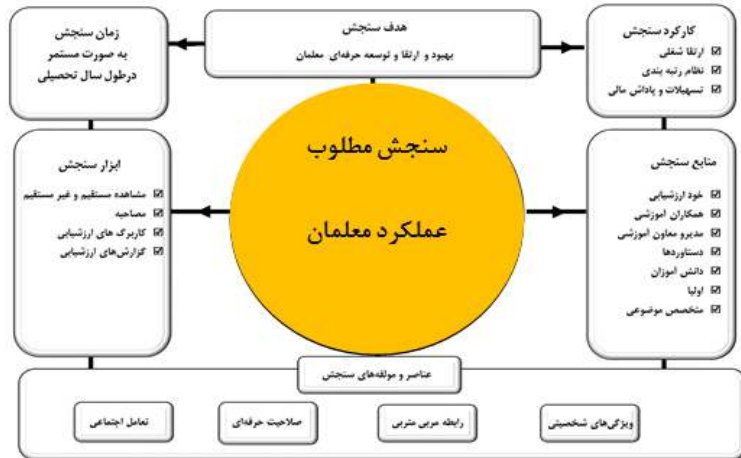 هدف سنجش
بهبود و ارتقا و توسعه حرفه‌ای معلمان
کارکرد سنجش
☑ ارتقا شغلی
☑ نظام رتبه بندی
☑ تسهیلات و پاداش مالی
زمان سنجش
به صورت مستمر
درطول سال تحصیلی
منابع سنجش
☑ خود ارزشیابی
☑ همکاران آموزشی
☑ مدیرو معاون آموزشی
☑ دستاوردها
☑ دانش آموزان
☑ اولیا
☑ متخصص موضوعی
سنجش مطلوب
عملکرد معلمان
ابزار سنجش
☑ مشاهده مستقیم و غیر مستقیم
☑ مصاحبه
☑ کاربرگ های ارزشیابی
☑ گزارش‌های ارزشیابی
عناصر و مولفه‌های سنجش
ویژگی‌های شخصیتی
رابطه مربی متربی
صلاحیت حرفه‌ای
تعامل اجتماعی